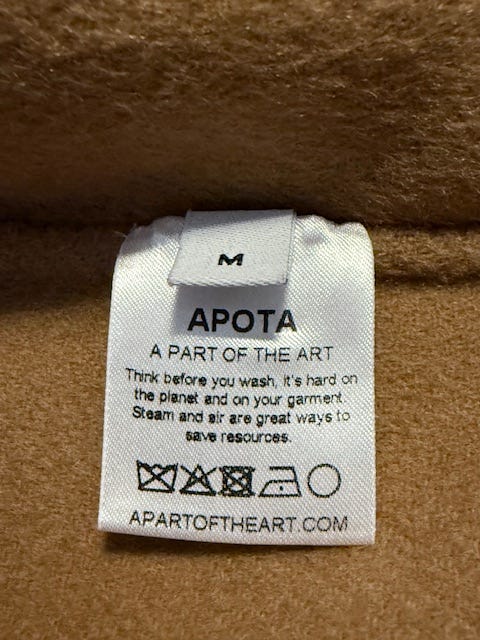 M
APOTA
A PART OF THE ART
Think before you wash, it's hard on
the planet and on your garment.
Steam and air are great ways to
save resources.
APARTOFTHEART.COM